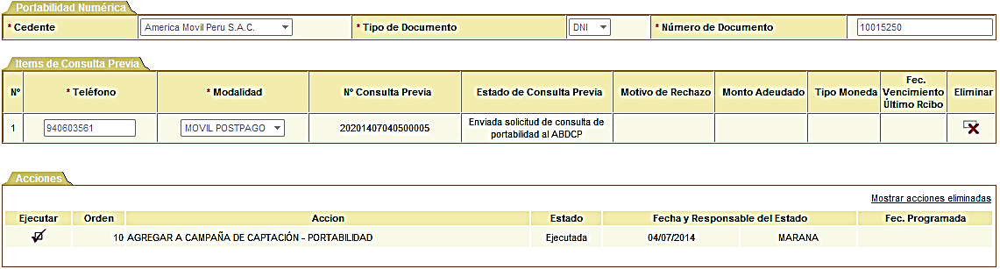 Portabilidad Numérica
* Cedente America Movil Peru S.A.C. * Tipo de Documento DNI * Número de Documento 10015250
Items de Consulta Previa
Nº * Teléfono * Modalidad Nº Consulta Previa Estado de Consulta Previa Motivo de Rechazo Monto Adeudado Tipo Moneda Fec. Vencimiento Último Rcibo Eliminar
1 940603561 MOVIL POSTPAGO 20201407040500005 Enviada solicitud de consulta de
portabilidad al ABDCP
Acciones
Mostrar acciones eliminadas
Ejecutar Orden Accion Estado Fecha y Responsable del Estado Fec. Programada
10 AGREGAR A CAMPAÑA DE CAPTACIÓN - PORTABILIDAD Ejecutada 04/07/2014 MARANA